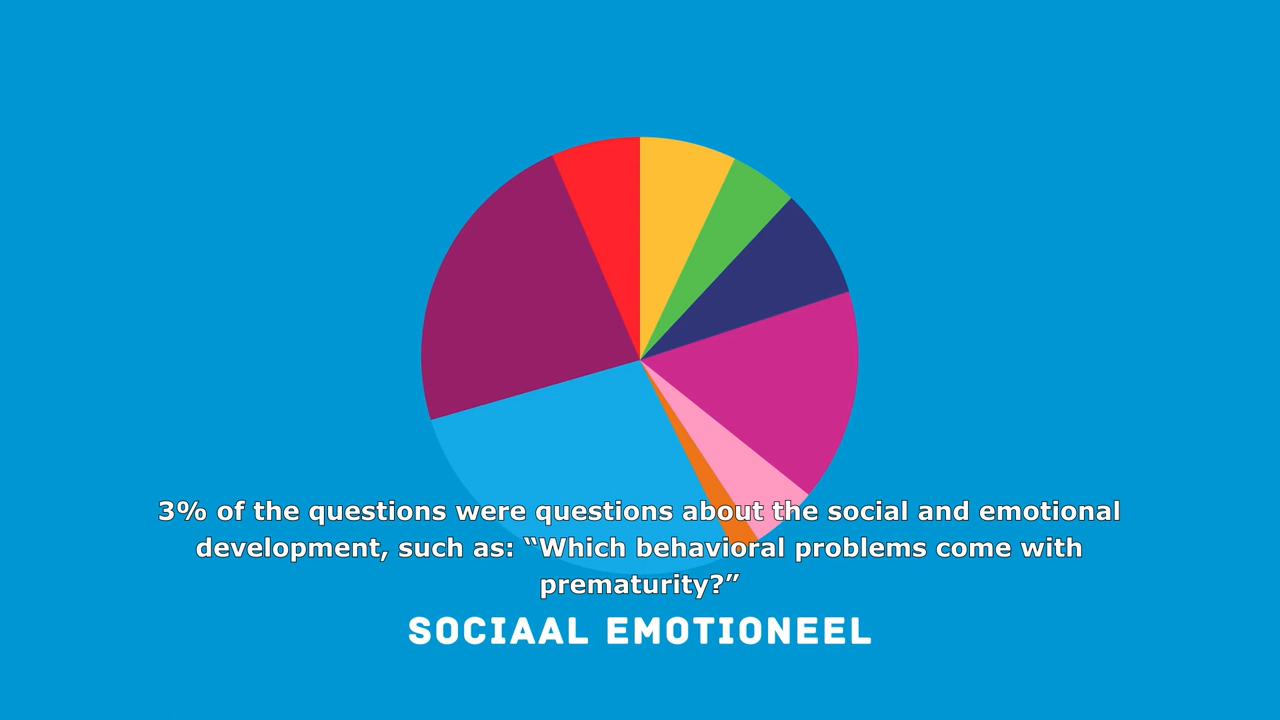 3% of the questions were questions about the social and emotional
development, such as: “Which behavioral problems come with
prematurity?”
SOCIAAL EMOTIONEEL